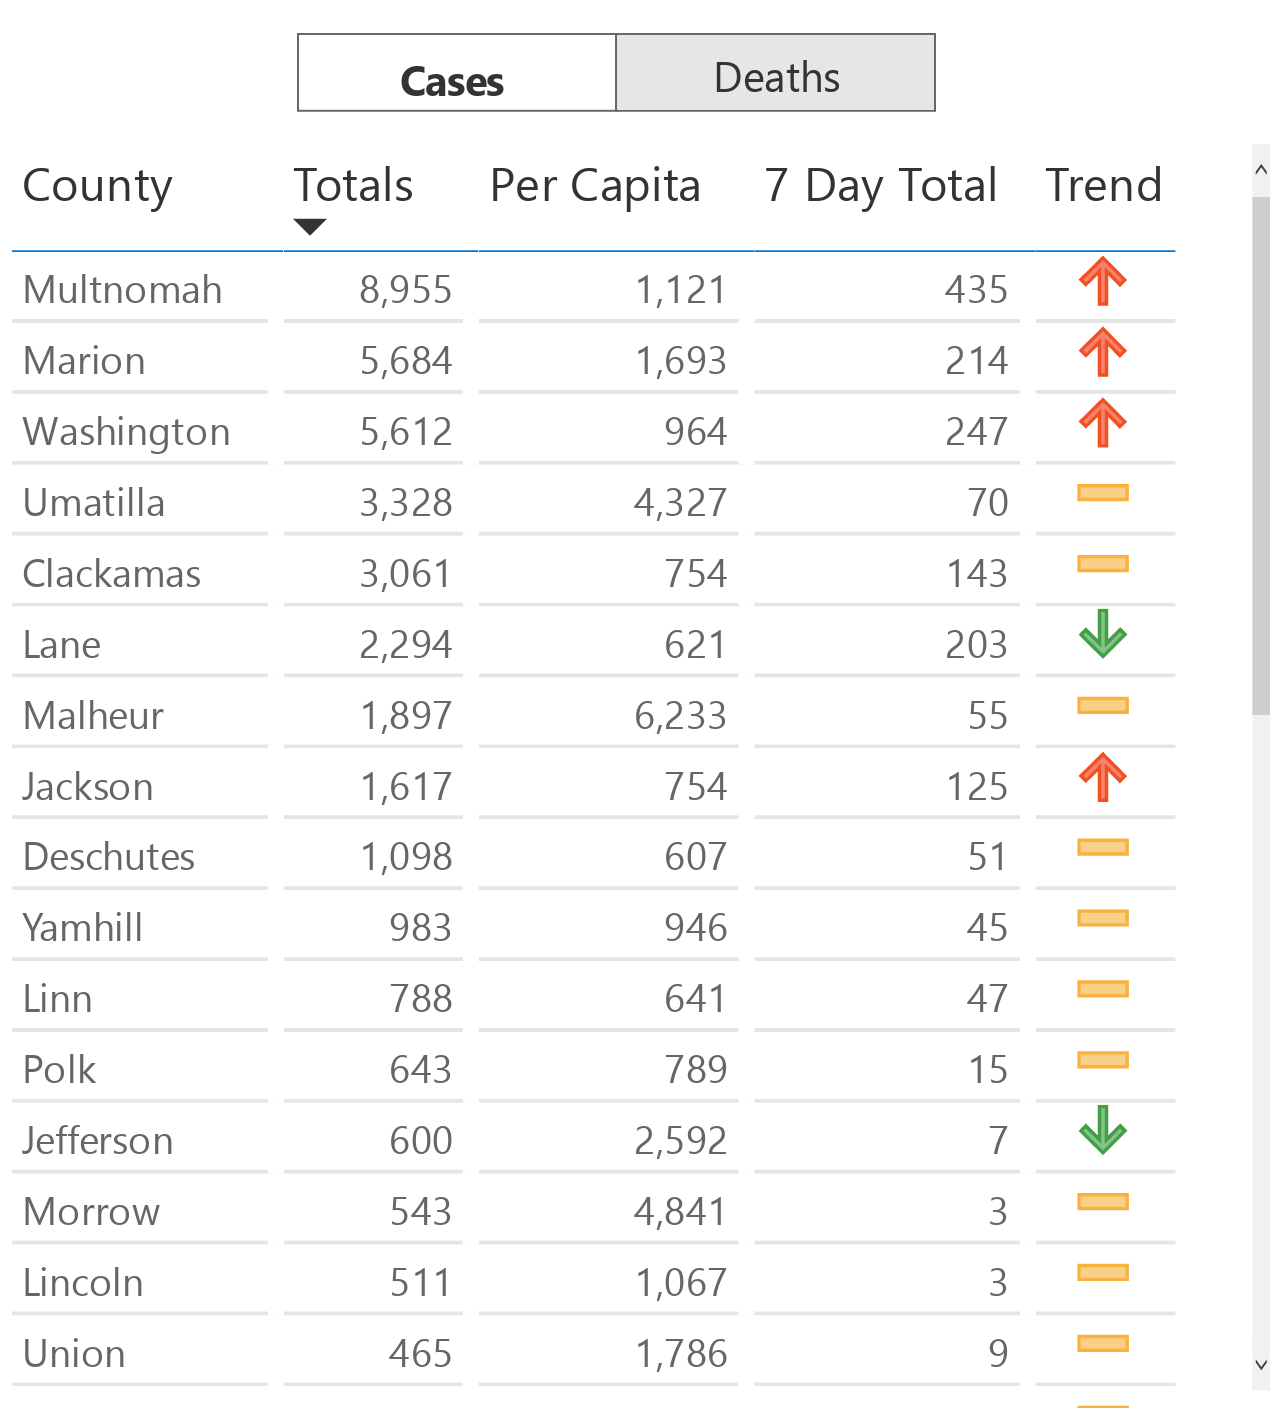 Cases Deaths
County Totals Per Capita 7 Day Total Trend
Multnomah 8,955 1,121 435
Marion 5,684 1,693 214
Washington 5,612 964 247
Umatilla 3,328 4,327 70
Clackamas 3,061 754 143
Lane 2,294 621 203
Malheur 1,897 6,233 55
Jackson 1,617 754 125
Deschutes 1,098 607 51
Yamhill 983 946 45
Linn 788 641 47
Polk 643 789 15
Jefferson 600 2,592 7
Morrow 543 4,841 3
Lincoln 511 1,067 3
Union 465 1,786 9